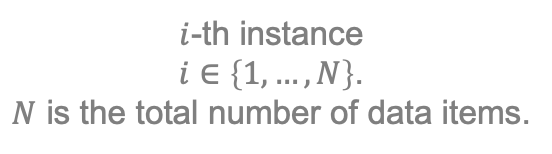 i-th instance
i ∈ {1, ..., N}.
N is the total number of data items.